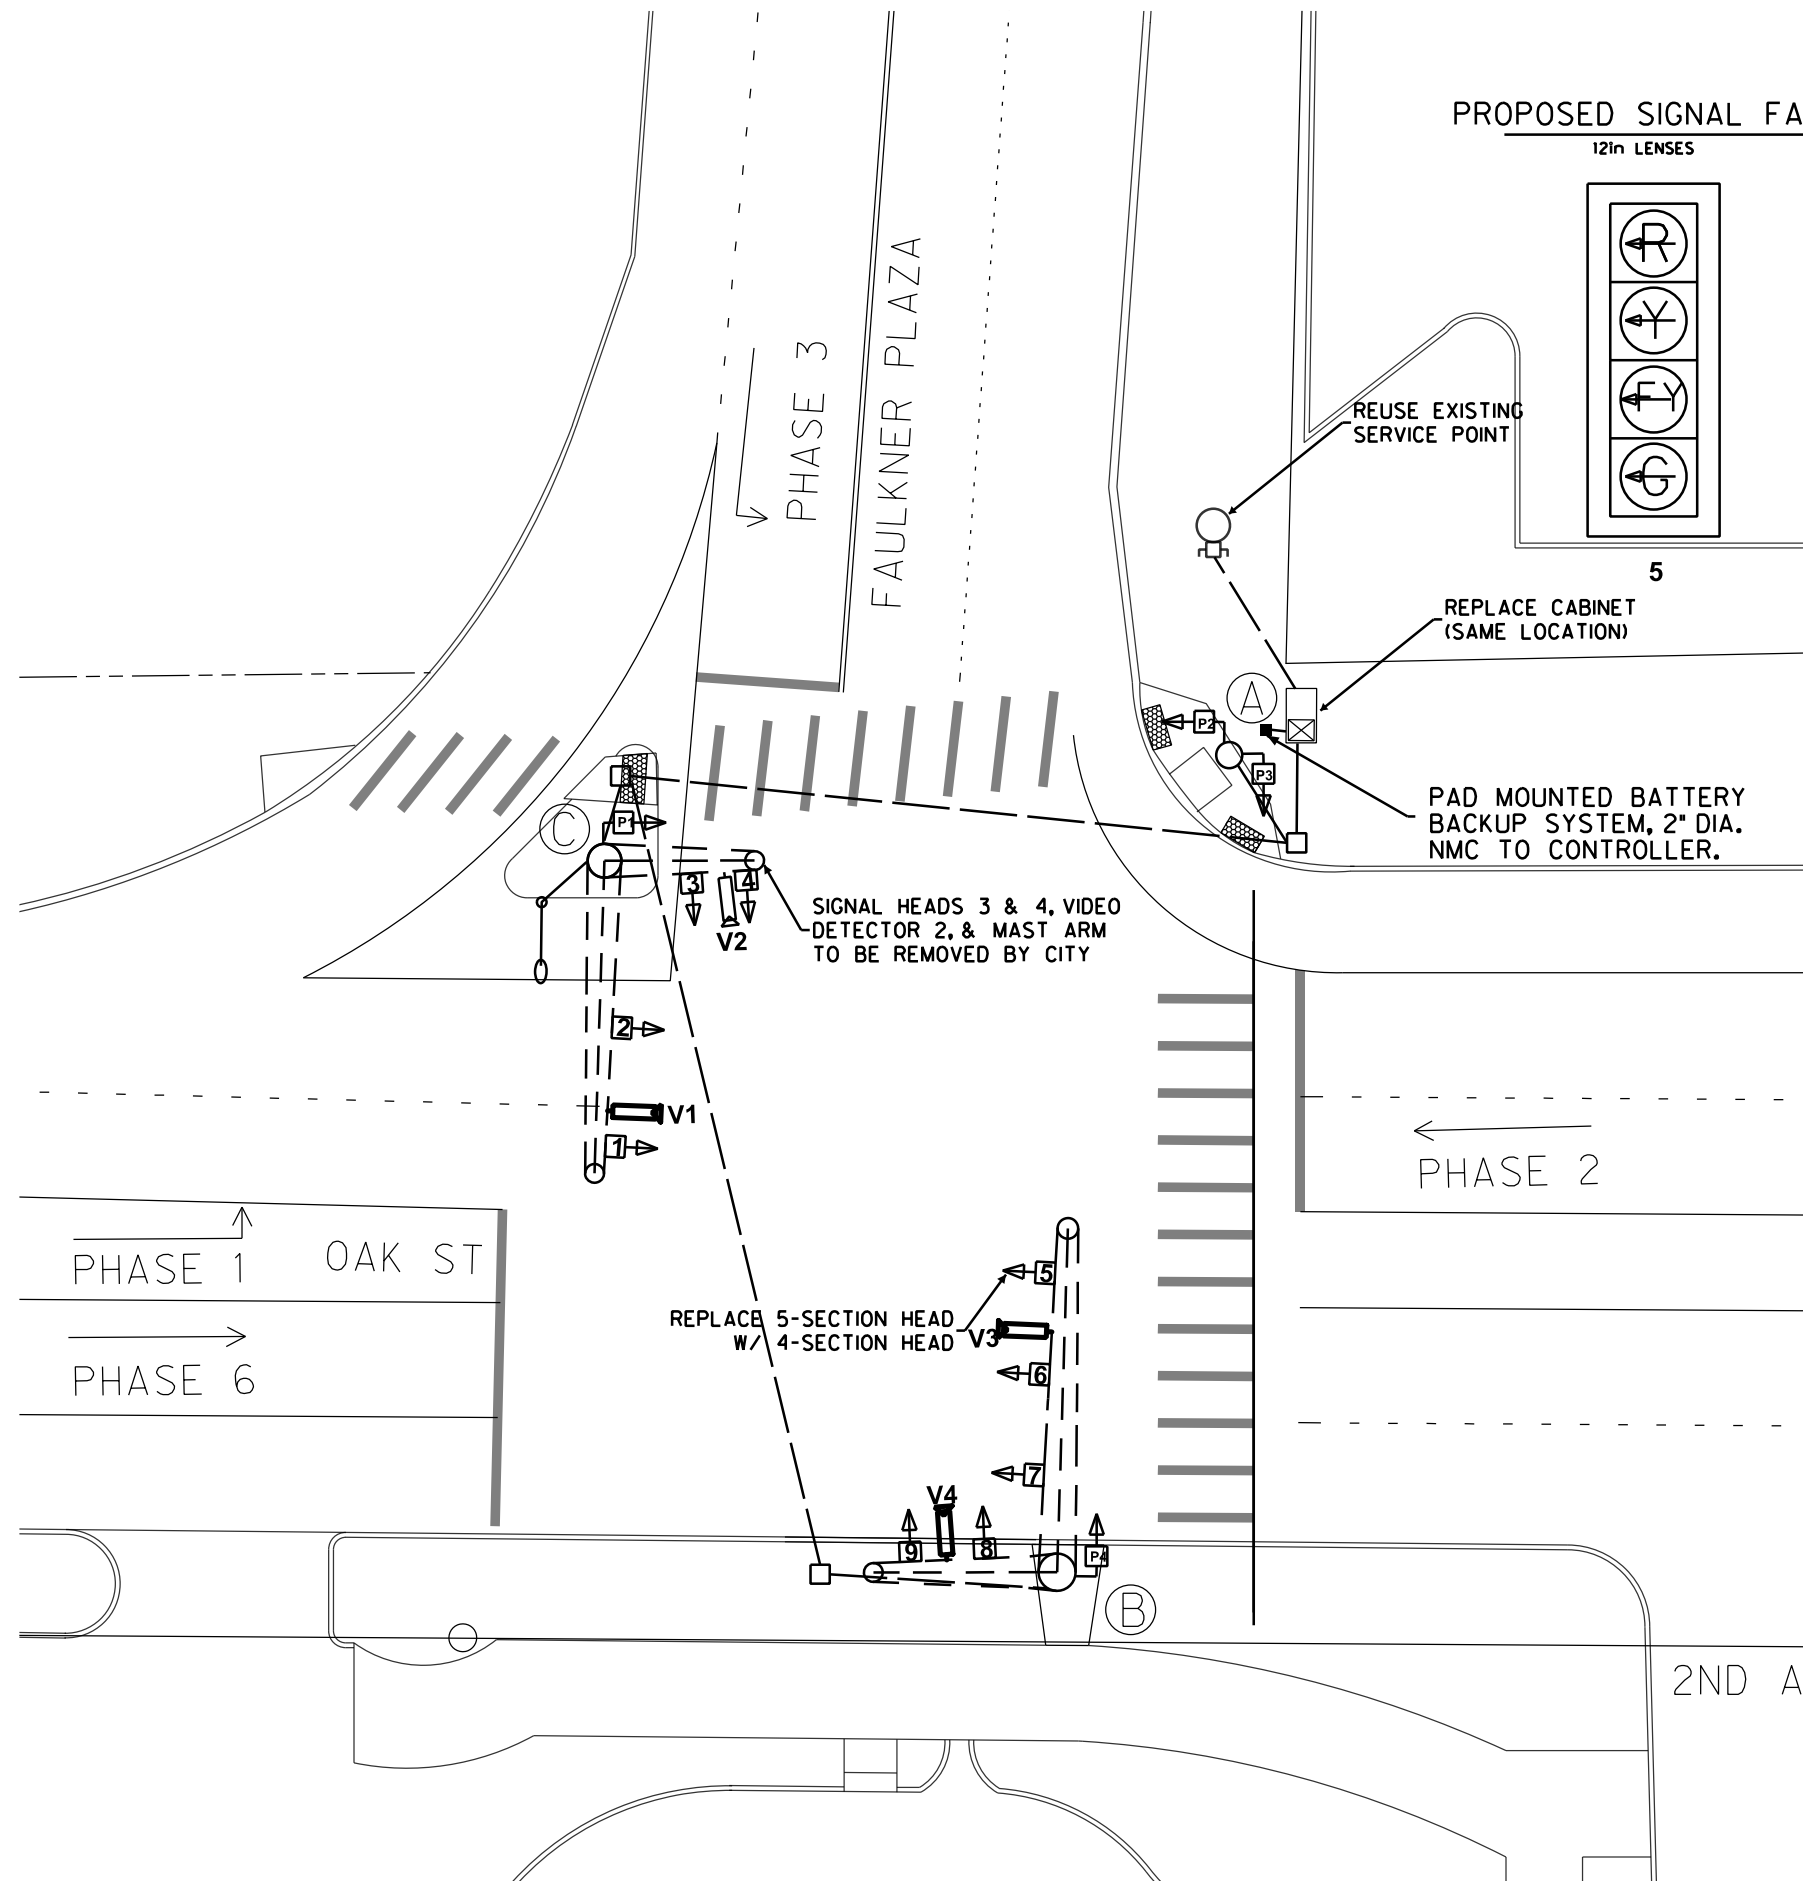 PROPOSED SIGNAL FA
12in LENSES
R
Y
FY
G
5
PHASE 3
FAULKNER PLAZA
REUSE EXISTING
SERVICE POINT
REPLACE CABINET
(SAME LOCATION)
A
P2
P3
PAD MOUNTED BATTERY
BACKUP SYSTEM, 2" DIA.
NMC TO CONTROLLER.
C
P1
3
4
V2
SIGNAL HEADS 3 & 4, VIDEO
DETECTOR 2, & MAST ARM
TO BE REMOVED BY CITY
2
V1
1
PHASE 2
PHASE 1
OAK ST
5
REPLACE 5-SECTION HEAD
W/ 4-SECTION HEAD
V3
PHASE 6
6
7
V4
9
8
P4
B
2ND A